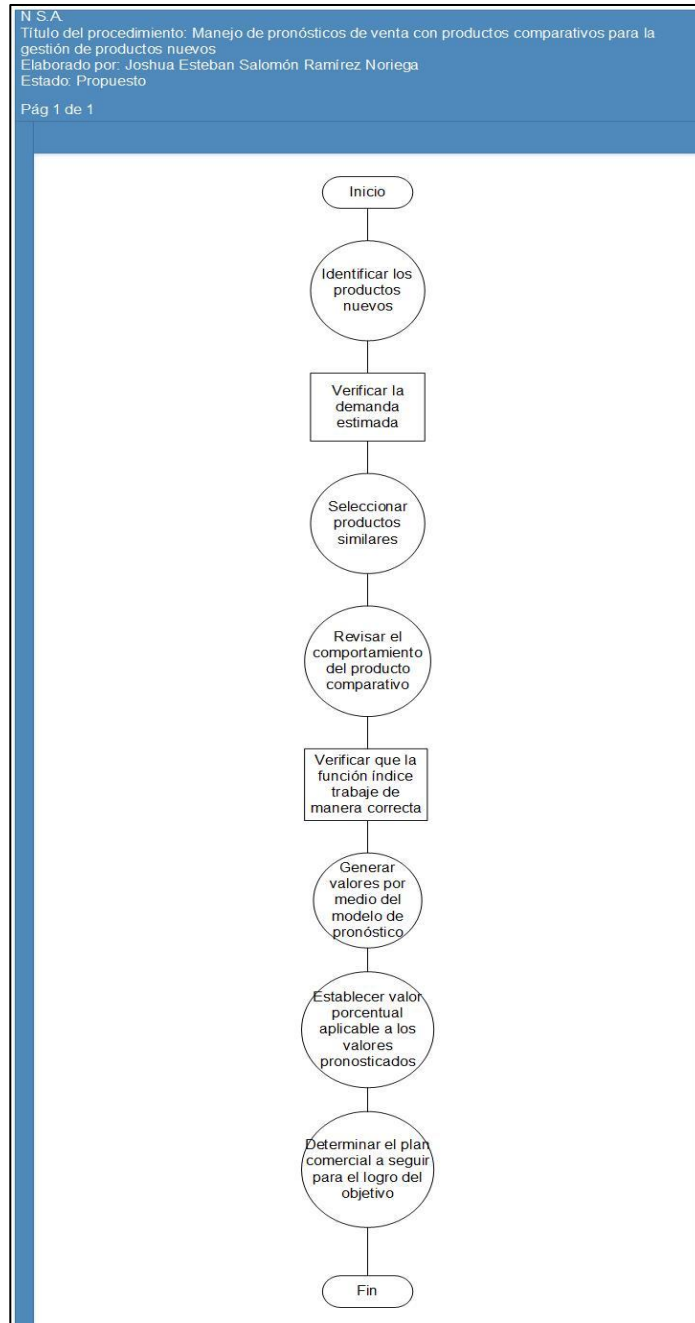 N S.A.
Título del procedimiento: Manejo de pronósticos de venta con productos comparativos para la
gestión de productos nuevos
Elaborado por: Joshua Esteban Salomón Ramírez Noriega
Estado: Propuesto
Pág 1 de 1
Inicio
Identificar los
productos
nuevos
Verificar la
demanda
estimada
Seleccionar
productos
similares
Revisar el
comportamiento
del producto
comparativo
Verificar que la
función índice
trabaje de
manera correcta
Generar
valores por
medio del
modelo de
pronóstico
Establecer valor
porcentual
aplicable a los
valores
pronosticados
Determinar el plan
comercial a seguir
para el logro del
objetivo
Fin